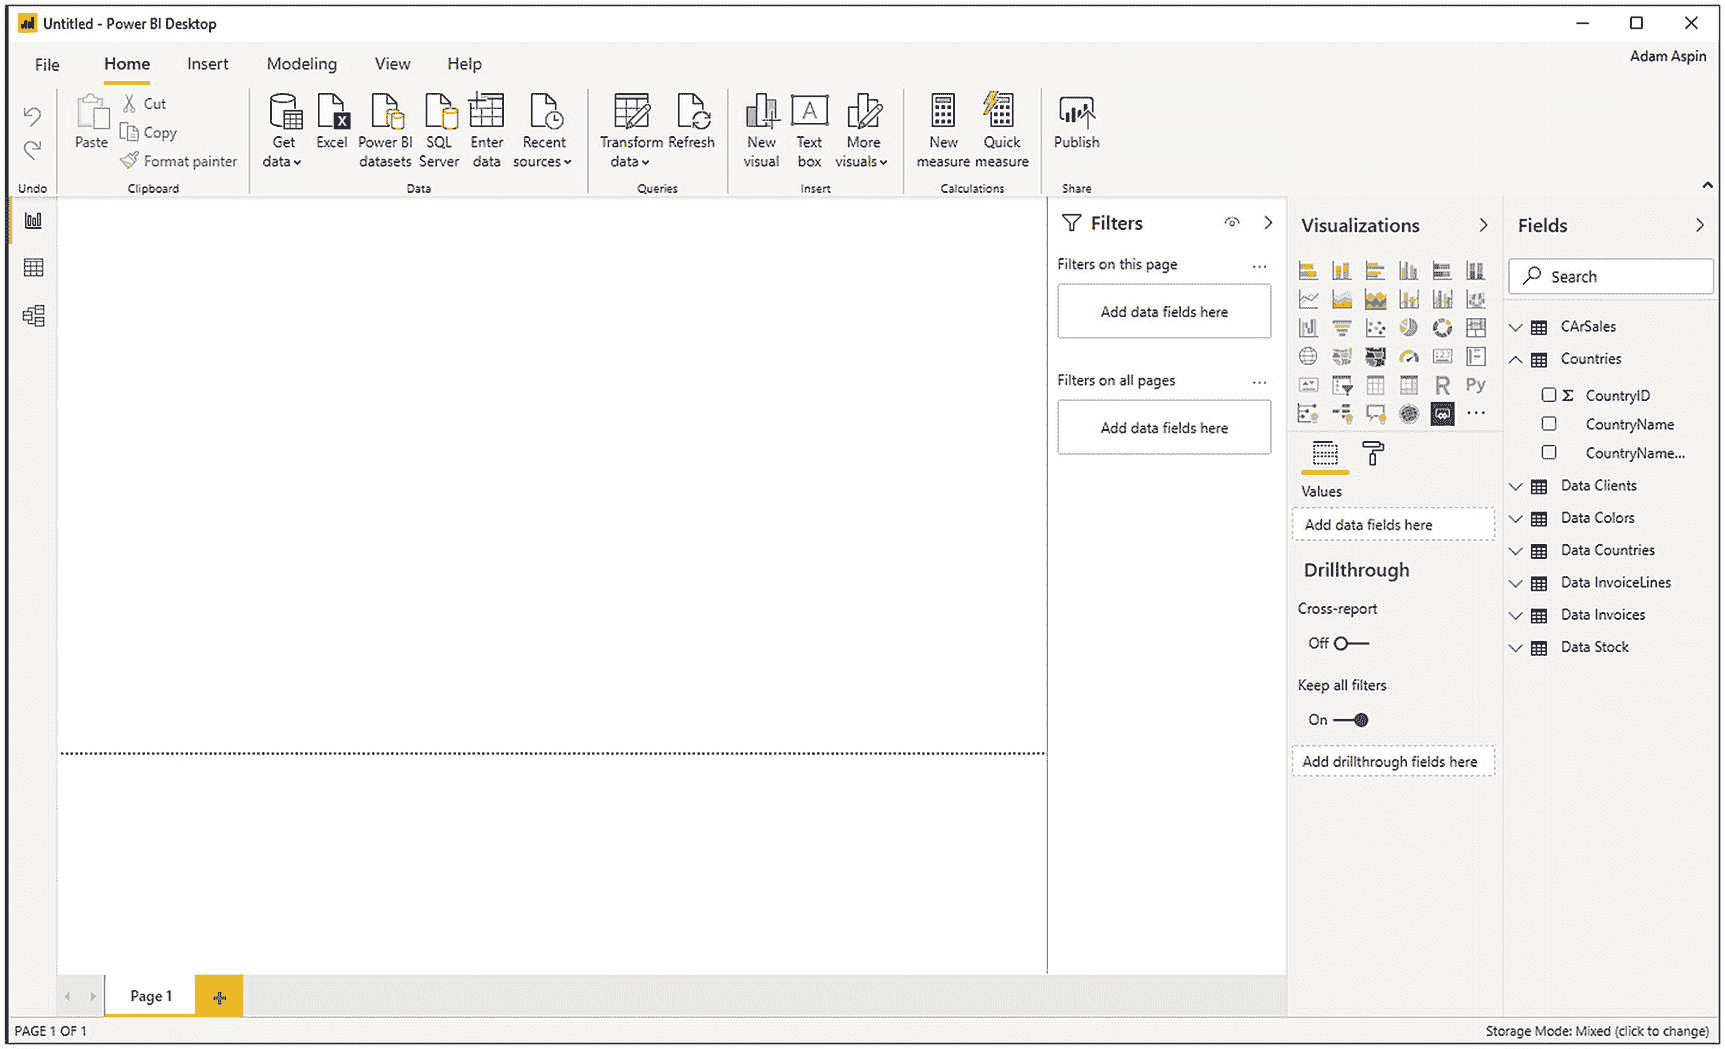 Untitled - Power BI Desktop
Adam Aspin
File Home Insert Modeling View Help
Paste
Cut
Copy
Format painter
Get data
Excel
Power BI datasets
SQL Server
Enter data
Recent sources
Transform data
Refresh
New visual
Text box
More visuals
New measure
Quick measure
Publish
Undo
Clipboard
Data
Queries
Insert
Calculations
Share
Filters
Filters on this page
...
Add data fields here
Filters on all pages
...
Add data fields here
Visualizations
123
R
Py
...
Values
Add data fields here
Drillthrough
Cross-report
Off
Keep all filters
On
Add drillthrough fields here
Fields
Search
CArSales
Countries
Σ CountryID
CountryName
CountryName...
Data Clients
Data Colors
Data Countries
Data InvoiceLines
Data Invoices
Data Stock
Page 1
+
PAGE 1 OF 1
Storage Mode: Mixed (click to change)